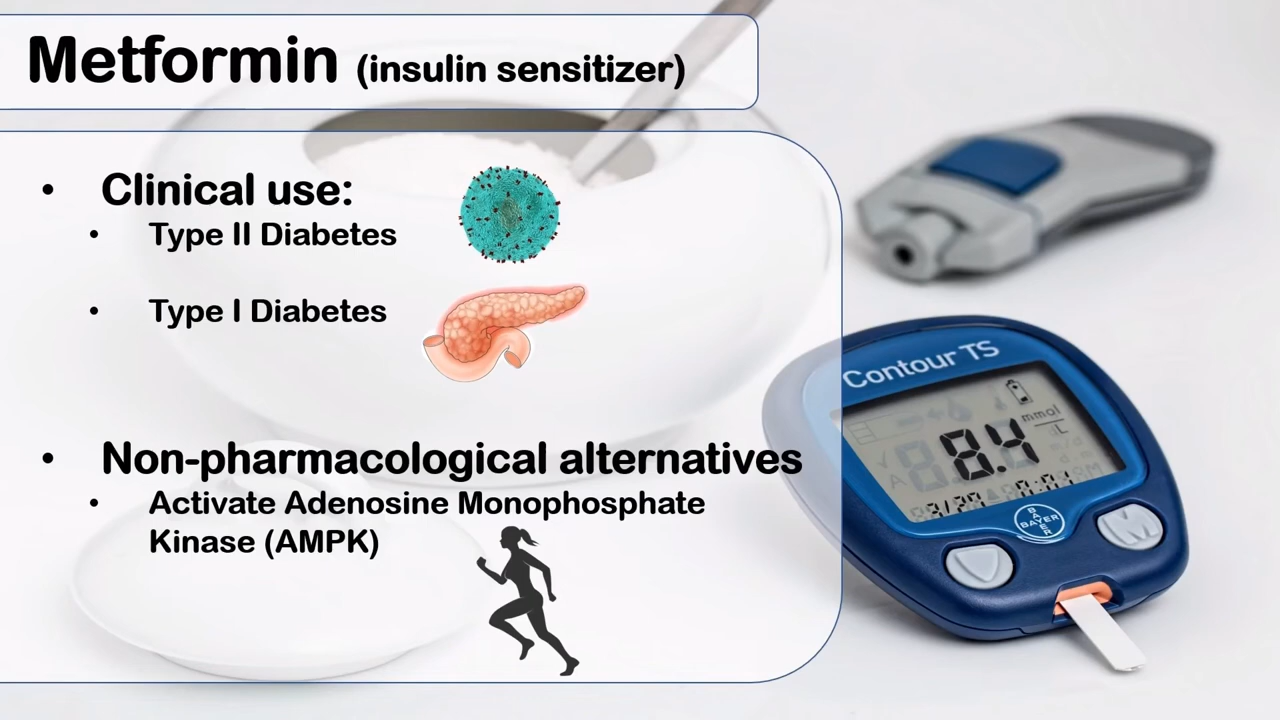 Metformin (insulin sensitizer)
• Clinical use:
• Type II Diabetes
• Type I Diabetes
• Non-pharmacological alternatives
• Activate Adenosine Monophosphate
Kinase (AMPK)
Contour TS
mmol
L
8.4
BAYER
BAYER
M